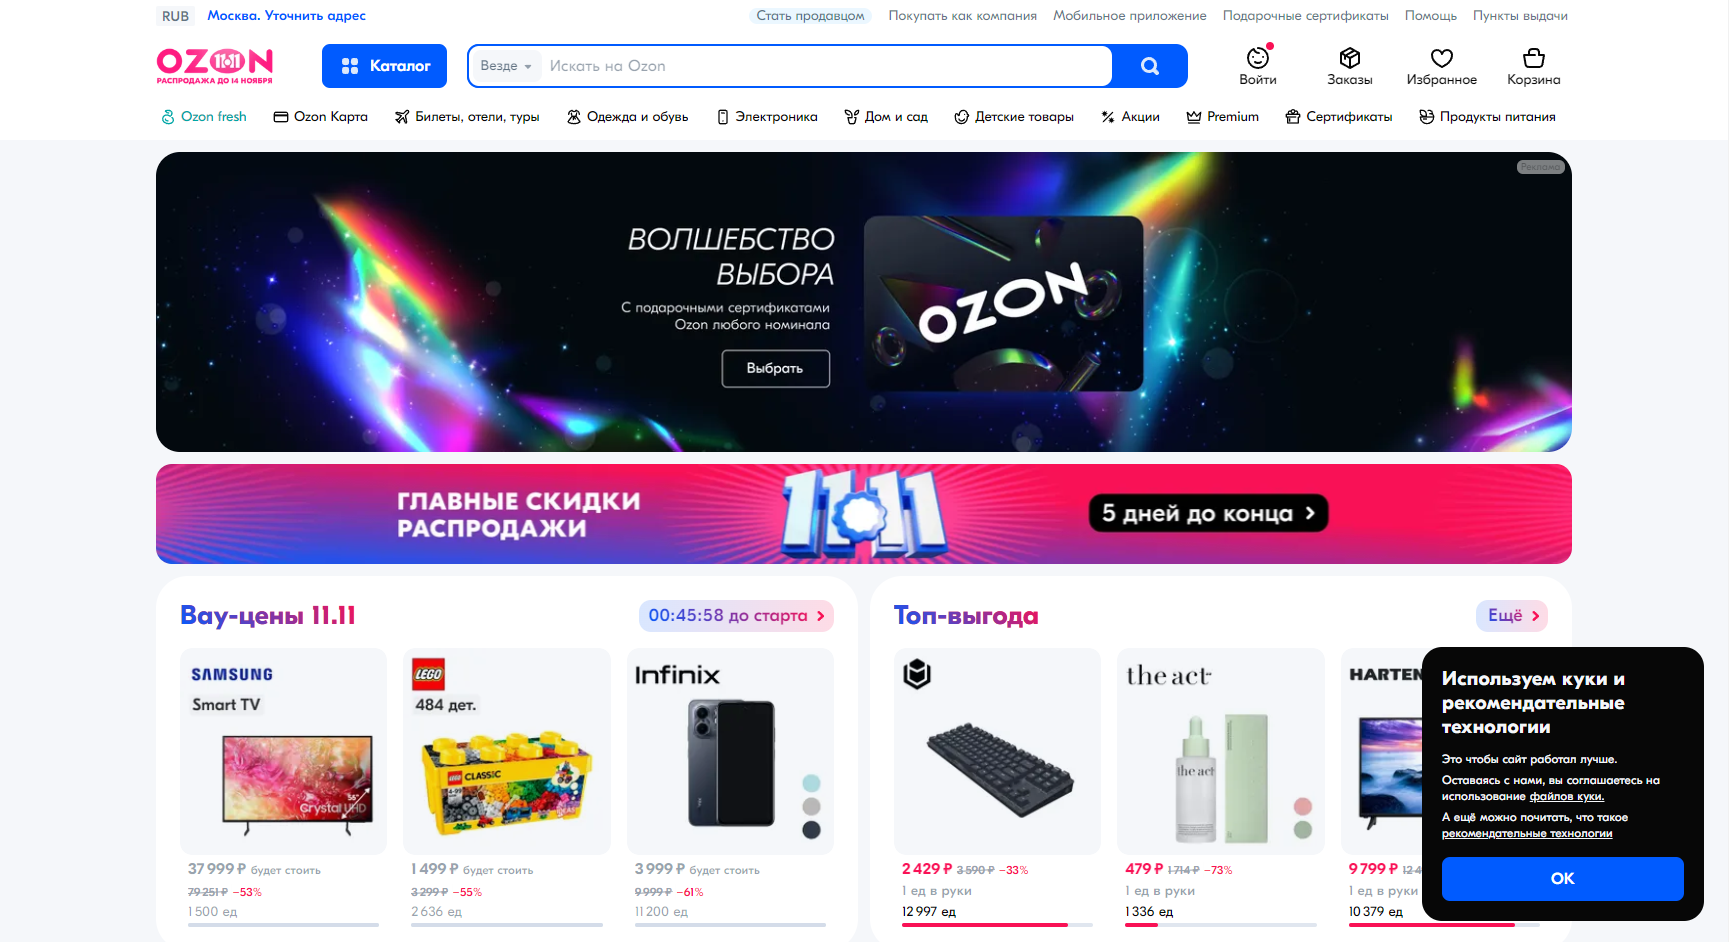 RUB Москва. Уточнить адрес Стать продавцом Покупать как компания Мобильное приложение Подарочные сертификаты Помощь Пункты выдачи
OZON 11.11
РАСПРОДАЖА ДО 14 НОЯБРЯ
Каталог
Везде Искать на Ozon
Войти Заказы Избранное Корзина
Ozon fresh Ozon Карта Билеты, отели, туры Одежда и обувь Электроника Дом и сад Детские товары Акции Premium Сертификаты Продукты питания
Реклама
ВОЛШЕБСТВО
ВЫБОРА
С подарочными сертификатами
Ozon любого номинала
Выбрать
OZON
ГЛАВНЫЕ СКИДКИ
РАСПРОДАЖИ
11 11
5 дней до конца
Вау-цены 11.11
00:45:58 до старта
SAMSUNG
Smart TV
55"
Crystal UHD
37 999 ₽ будет стоить
79 251 ₽ −53%
1 500 ед
LEGO
484 дет.
LEGO CLASSIC
4-99
1 499 ₽ будет стоить
3 299 ₽ −55%
2 636 ед
Infinix
3 999 ₽ будет стоить
9 999 ₽ −61%
11 200 ед
Топ-выгода
Ещё
2 429 ₽ 3 590 ₽ −33%
1 ед в руки
12 997 ед
the act
the act
479 ₽ 1 714 ₽ −73%
1 ед в руки
1 336 ед
HARTEN
9 799 ₽ 12 4
1 ед в руки
10 379 ед
Используем куки и
рекомендательные
технологии
Это чтобы сайт работал лучше.
Оставаясь с нами, вы соглашаетесь на
использование файлов куки.
А ещё можно почитать, что такое
рекомендательные технологии
ОК